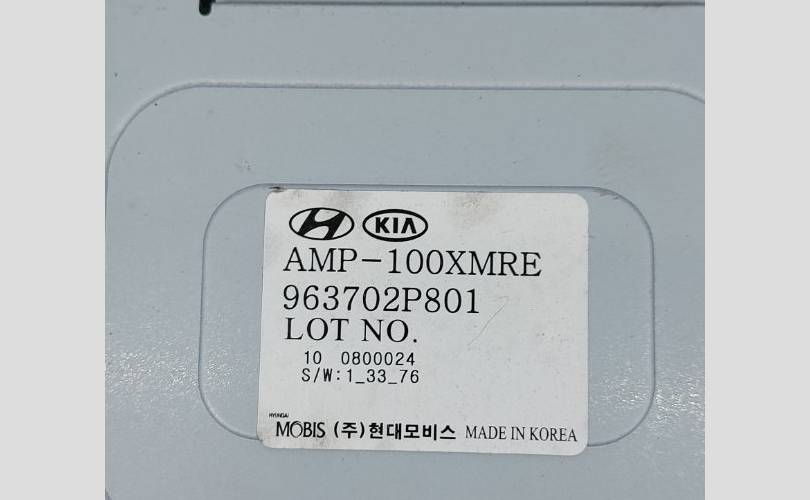 KIA
AMP-100XMRE
963702P801
LOT NO.
10 0800024
S/W:1_33_76
HYUNDAI
MOBIS (주)현대모비스 MADE IN KOREA